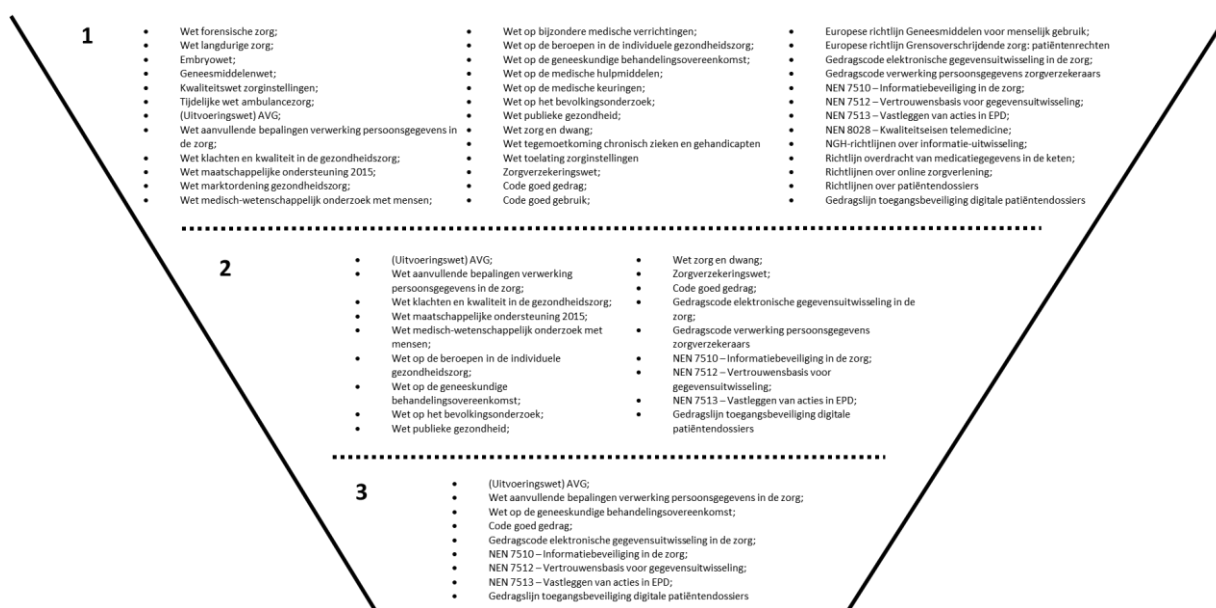 1
• Wet forensische zorg;
• Wet langdurige zorg;
• Embryowet;
• Geneesmiddelenwet;
• Kwaliteitswet zorginstellingen;
• Tijdelijke wet ambulancezorg;
• (Uitvoeringswet) AVG;
• Wet aanvullende bepalingen verwerking persoonsgegevens in
de zorg;
• Wet klachten en kwaliteit in de gezondheidszorg;
• Wet maatschappelijke ondersteuning 2015;
• Wet marktordening gezondheidszorg;
• Wet medisch-wetenschappelijk onderzoek met mensen;
• Wet op bijzondere medische verrichtingen;
• Wet op de beroepen in de individuele gezondheidszorg;
• Wet op de geneeskundige behandelingsovereenkomst;
• Wet op de medische hulpmiddelen;
• Wet op de medische keuringen;
• Wet op het bevolkingsonderzoek;
• Wet publieke gezondheid;
• Wet zorg en dwang;
• Wet tegemoetkoming chronisch zieken en gehandicapten
• Wet toelating zorginstellingen
• Zorgverzekeringswet;
• Code goed gedrag;
• Code goed gebruik;
• Europese richtlijn Geneesmiddelen voor menselijk gebruik;
• Europese richtlijn Grensoverschrijdende zorg: patiëntenrechten
• Gedragscode elektronische gegevensuitwisseling in de zorg;
• Gedragscode verwerking persoonsgegevens zorgverzekeraars
• NEN 7510 – Informatiebeveiliging in de zorg;
• NEN 7512 – Vertrouwensbasis voor gegevensuitwisseling;
• NEN 7513 – Vastleggen van acties in EPD;
• NEN 8028 – Kwaliteitseisen telemedicine;
• NGH-richtlijnen over informatie-uitwisseling;
• Richtlijn overdracht van medicatiegegevens in de keten;
• Richtlijnen over online zorgverlening;
• Richtlijnen over patiëntendossiers
• Gedragslijn toegangsbeveiliging digitale patiëntendossiers
2
• (Uitvoeringswet) AVG;
• Wet aanvullende bepalingen verwerking
persoonsgegevens in de zorg;
• Wet klachten en kwaliteit in de gezondheidszorg;
• Wet maatschappelijke ondersteuning 2015;
• Wet medisch-wetenschappelijk onderzoek met
mensen;
• Wet op de beroepen in de individuele
gezondheidszorg;
• Wet op de geneeskundige
behandelingsovereenkomst;
• Wet op het bevolkingsonderzoek;
• Wet publieke gezondheid;
• Wet zorg en dwang;
• Zorgverzekeringswet;
• Code goed gedrag;
• Gedragscode elektronische gegevensuitwisseling in de
zorg;
• Gedragscode verwerking persoonsgegevens
zorgverzekeraars
• NEN 7510 – Informatiebeveiliging in de zorg;
• NEN 7512 – Vertrouwensbasis voor
gegevensuitwisseling;
• NEN 7513 – Vastleggen van acties in EPD;
• Gedragslijn toegangsbeveiliging digitale
patiëntendossiers
3
• (Uitvoeringswet) AVG;
• Wet aanvullende bepalingen verwerking persoonsgegevens in de zorg;
• Wet op de geneeskundige behandelingsovereenkomst;
• Code goed gedrag;
• Gedragscode elektronische gegevensuitwisseling in de zorg;
• NEN 7510 – Informatiebeveiliging in de zorg;
• NEN 7512 – Vertrouwensbasis voor gegevensuitwisseling;
• NEN 7513 – Vastleggen van acties in EPD;
• Gedragslijn toegangsbeveiliging digitale patiëntendossiers